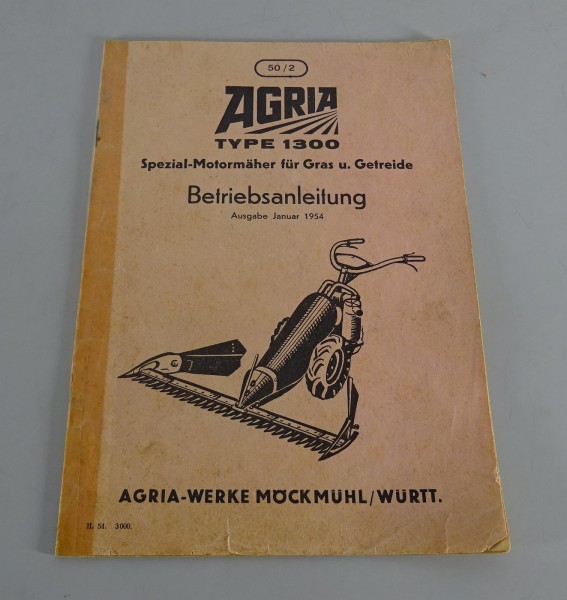 50/2
AGRIA
TYPE 1300
Spezial-Motormäher für Gras u. Getreide
Betriebsanleitung
Ausgabe Januar 1954
AGRIA-WERKE MÖCKMÜHL/WÜRTT.
II. 54. 3000.